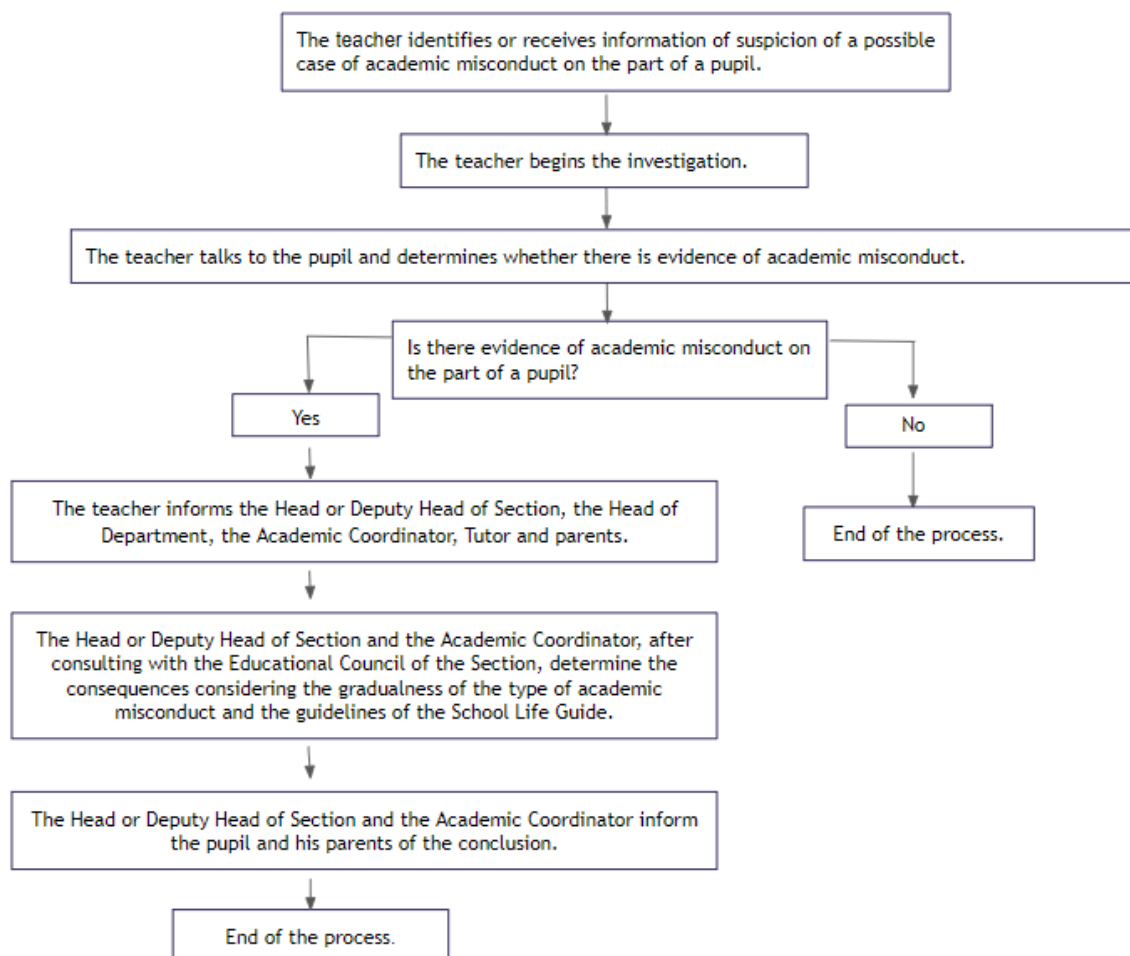 The teacher identifies or receives information of suspicion of a possible
case of academic misconduct on the part of a pupil.
The teacher begins the investigation.
The teacher talks to the pupil and determines whether there is evidence of academic misconduct.
Is there evidence of academic misconduct on
the part of a pupil?
Yes
No
The teacher informs the Head or Deputy Head of Section, the Head of
Department, the Academic Coordinator, Tutor and parents.
End of the process.
The Head or Deputy Head of Section and the Academic Coordinator, after
consulting with the Educational Council of the Section, determine the
consequences considering the gradualness of the type of academic
misconduct and the guidelines of the School Life Guide.
The Head or Deputy Head of Section and the Academic Coordinator inform
the pupil and his parents of the conclusion.
End of the process.